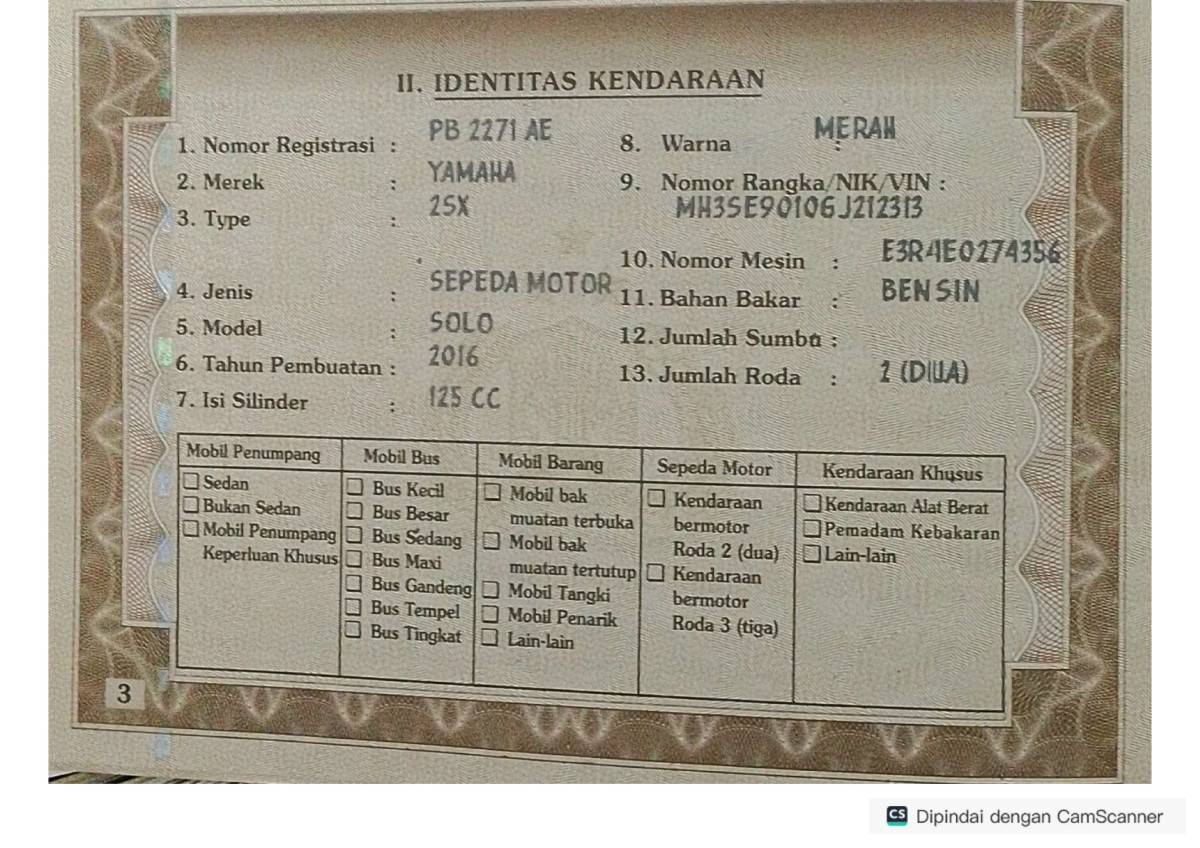 II. IDENTITAS KENDARAAN
1. Nomor Registrasi : PB 2271 AE
2. Merek : YAMAHA
3. Type : 2SX
4. Jenis : SEPEDA MOTOR
5. Model : SOLO
6. Tahun Pembuatan : 2016
7. Isi Silinder : 125 CC
8. Warna : MERAH
9. Nomor Rangka/NIK/VIN :
MH3SE90106J212313
10. Nomor Mesin : E3R4E0274356
11. Bahan Bakar : BENSIN
12. Jumlah Sumbu :
13. Jumlah Roda : 2 (DUA)
Mobil Penumpang
Sedan
Bukan Sedan
Mobil Penumpang
Keperluan Khusus
Mobil Bus
Bus Kecil
Bus Besar
Bus Sedang
Bus Maxi
Bus Gandeng
Bus Tempel
Bus Tingkat
Mobil Barang
Mobil bak
muatan terbuka
Mobil bak
muatan tertutup
Mobil Tangki
Mobil Penarik
Lain-lain
Sepeda Motor
Kendaraan
bermotor
Roda 2 (dua)
Kendaraan
bermotor
Roda 3 (tiga)
Kendaraan Khusus
Kendaraan Alat Berat
Pemadam Kebakaran
Lain-lain
3
CS Dipindai dengan CamScanner